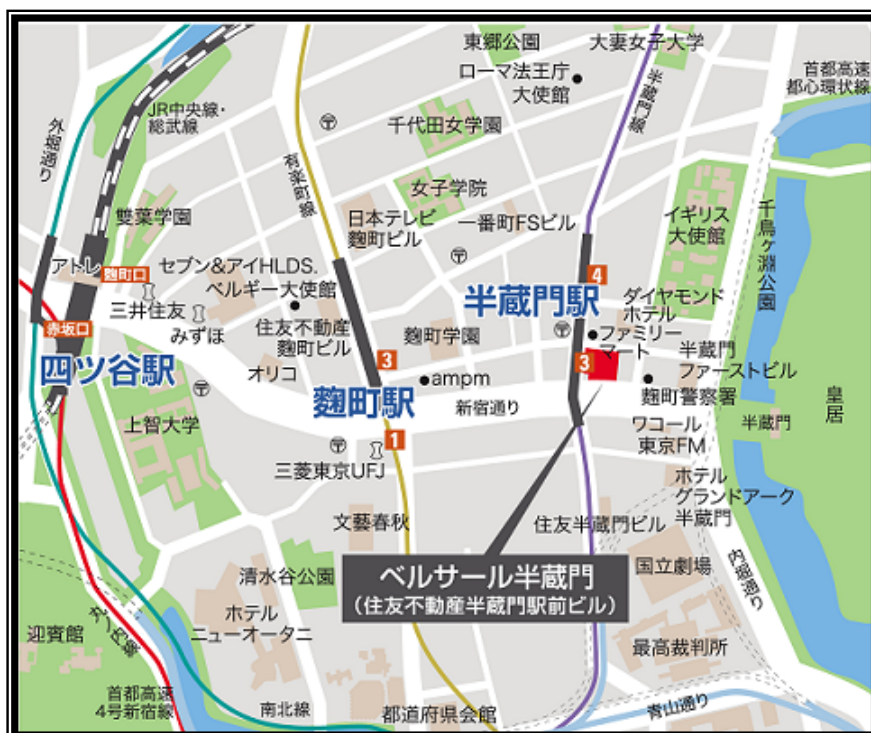 東郷公園
大妻女子大学
ローマ法王庁
大使館
首都高速
都心環状線
半蔵門線
JR中央線・
総武線
外堀通り
千代田女学園
有楽町線
女子学院
雙葉学園
日本テレビ
麴町ビル
一番町FSビル
イギリス
大使館
千鳥ヶ淵公園
アトレ
麴町口
セブン&アイHLDS.
ベルギー大使館
三井住友
みずほ
赤坂口
住友不動産
麴町ビル
麴町学園
半蔵門駅
4
ダイヤモンド
ホテル
ファミリー
マート
3
半蔵門
ファーストビル
四ツ谷駅
オリコ
3
ampm
麴町駅
新宿通り
麴町警察署
皇居
上智大学
1
三菱東京UFJ
ワコール
東京FM
半蔵門
ホテル
グランドアーク
半蔵門
文藝春秋
住友半蔵門ビル
内堀通り
清水谷公園
ベルサール半蔵門
(住友不動産半蔵門駅前ビル)
国立劇場
ホテル
ニューオータニ
迎賓館
丸ノ内線
最高裁判所
首都高速
4号新宿線
南北線
都道府県会館
青山通り